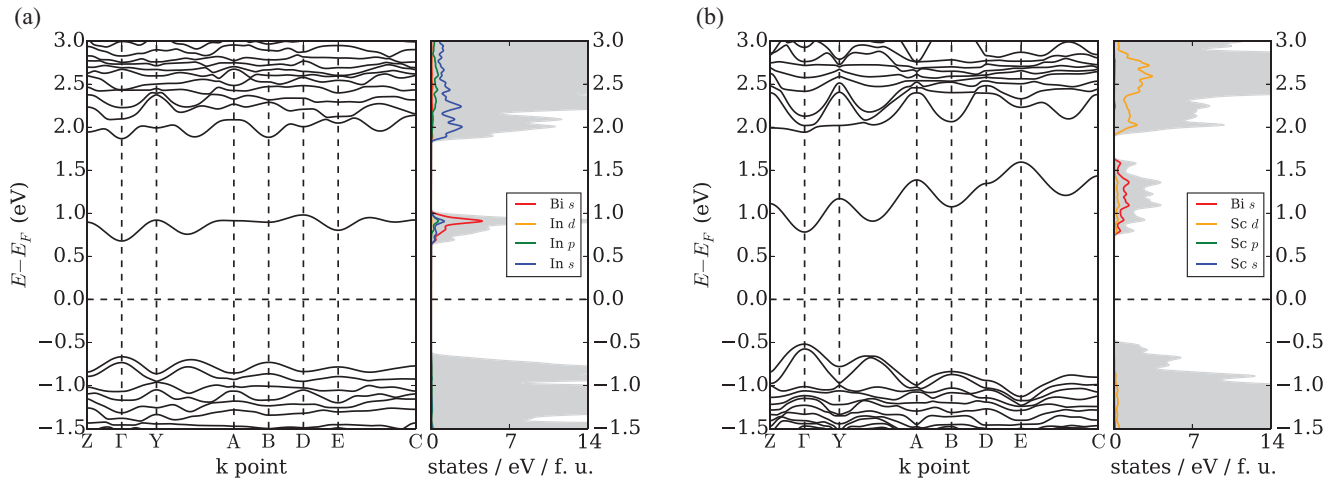 (a)
3.0
2.5
2.0
1.5
1.0
0.5
0.0
−0.5
−1.0
−1.5
E−E_F (eV)
Z Γ Y A B D E C
k point
Bi s
In d
In p
In s
0 7 14
states / eV / f. u.
3.0
2.5
2.0
1.5
1.0
0.5
0.0
−0.5
−1.0
−1.5
(b)
3.0
2.5
2.0
1.5
1.0
0.5
0.0
−0.5
−1.0
−1.5
E−E_F (eV)
Z Γ Y A B D E C
k point
Bi s
Sc d
Sc p
Sc s
0 7 14
states / eV / f. u.
3.0
2.5
2.0
1.5
1.0
0.5
0.0
−0.5
−1.0
−1.5